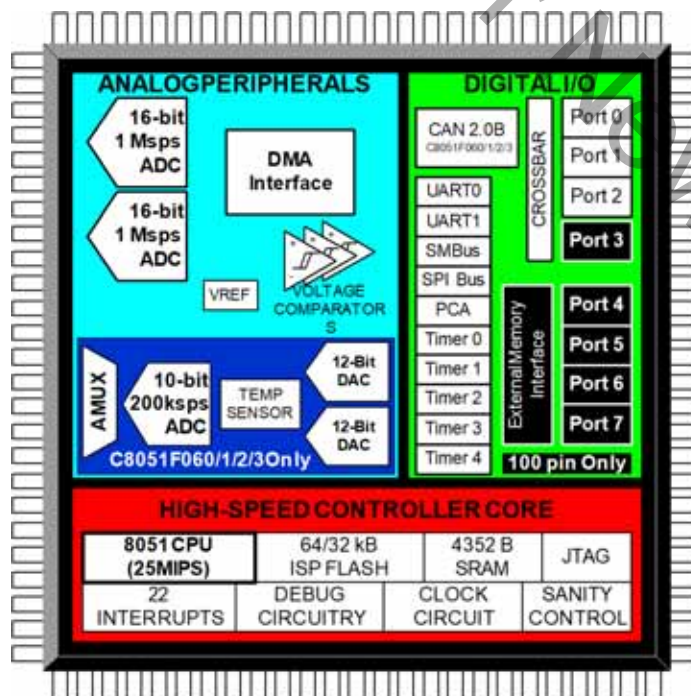 ANALOGPERIPHERALS
16-bit
1 Msps
ADC
DMA
Interface
16-bit
1 Msps
ADC
VREF
VOLTAGE
COMPARATOR
S
AMUX
10-bit
200ksps
ADC
TEMP
SENSOR
12-Bit
DAC
12-Bit
DAC
C8051F060/1/2/3Only
DIGITALI/O
CAN 2.0B
C8051F060/1/2/3
UART0
UART1
SMBus
SPI Bus
PCA
Timer 0
Timer 1
Timer 2
Timer 3
Timer 4
CROSSBAR
Port 0
Port 1
Port 2
Port 3
ExternalMemory
Interface
Port 4
Port 5
Port 6
Port 7
100 pin Only
HIGH-SPEED CONTROLLER CORE
8051CPU
(25MIPS)
64/32 kB
ISP FLASH
4352 B
SRAM
JTAG
22
INTERRUPTS
DEBUG
CIRCUITRY
CLOCK
CIRCUIT
SANITY
CONTROL